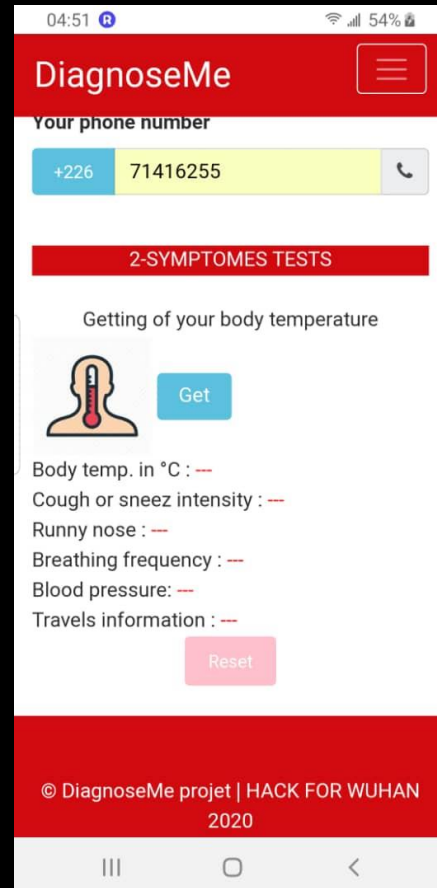 04:51 R 54%
DiagnoseMe
Your phone number
+226 71416255
2-SYMPTOMES TESTS
Getting of your body temperature
Get
Body temp. in °C : ---
Cough or sneez intensity : ---
Runny nose : ---
Breathing frequency : ---
Blood pressure: ---
Travels information : ---
Reset
© DiagnoseMe projet | HACK FOR WUHAN
2020